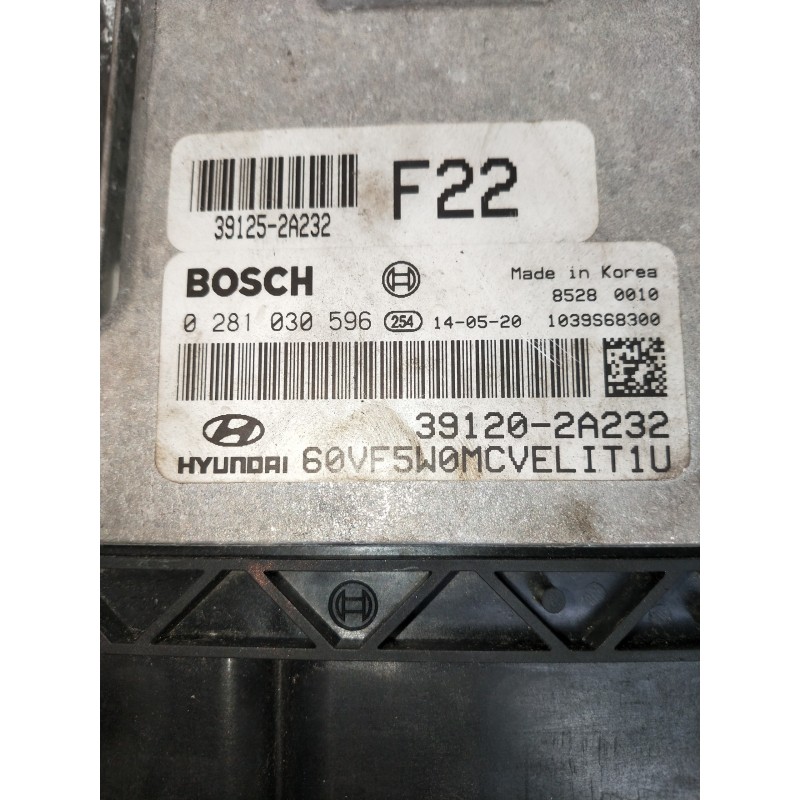 F22
39125-2A232
BOSCH
Made in Korea
8528 0010
0 281 030 596 254 14-05-20 1039S68300
39120-2A232
HYUNDAI 60VF5W0MCVELIT1U